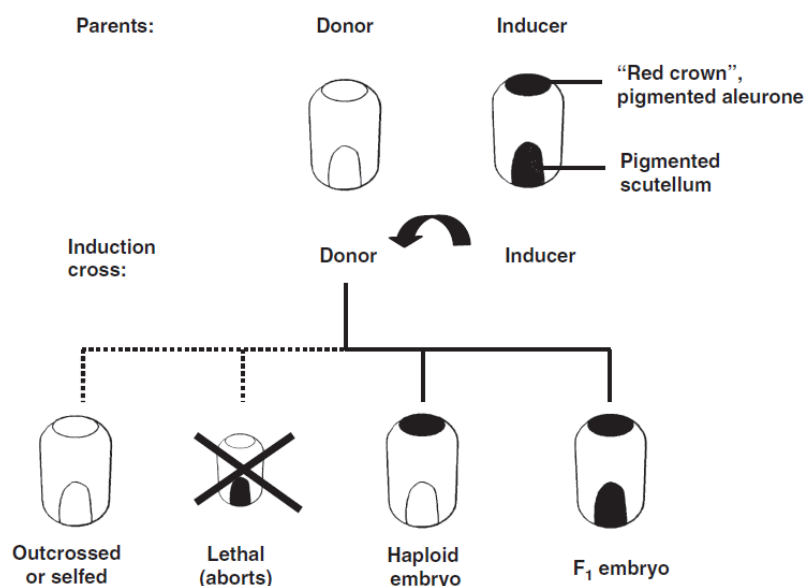 Parents:
Donor
Inducer
“Red crown”,
pigmented aleurone
Pigmented
scutellum
Induction
cross:
Donor
Inducer
Outcrossed
or selfed
Lethal
(aborts)
Haploid
embryo
F₁ embryo